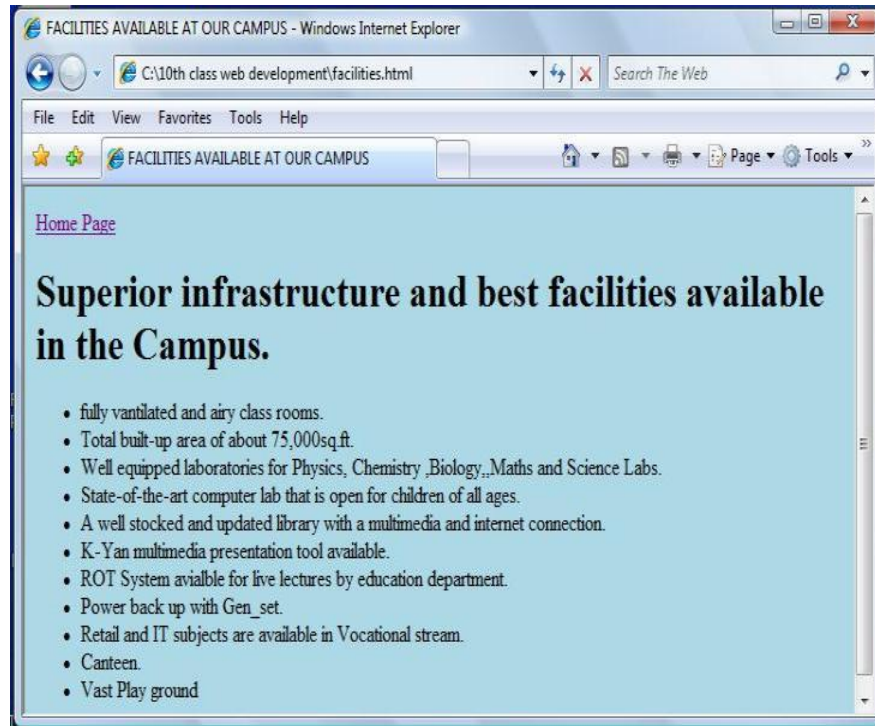 FACILITIES AVAILABLE AT OUR CAMPUS - Windows Internet Explorer
C:\10th class web development\facilities.html
Search The Web
File Edit View Favorites Tools Help
FACILITIES AVAILABLE AT OUR CAMPUS
Page Tools »
Home Page
Superior infrastructure and best facilities available
in the Campus.
• fully vantilated and airy class rooms.
• Total built-up area of about 75,000sq.ft.
• Well equipped laboratories for Physics, Chemistry ,Biology,,Maths and Science Labs.
• State-of-the-art computer lab that is open for children of all ages.
• A well stocked and updated library with a multimedia and internet connection.
• K-Yan multimedia presentation tool available.
• ROT System avialble for live lectures by education department.
• Power back up with Gen_set.
• Retail and IT subjects are available in Vocational stream.
• Canteen.
• Vast Play ground